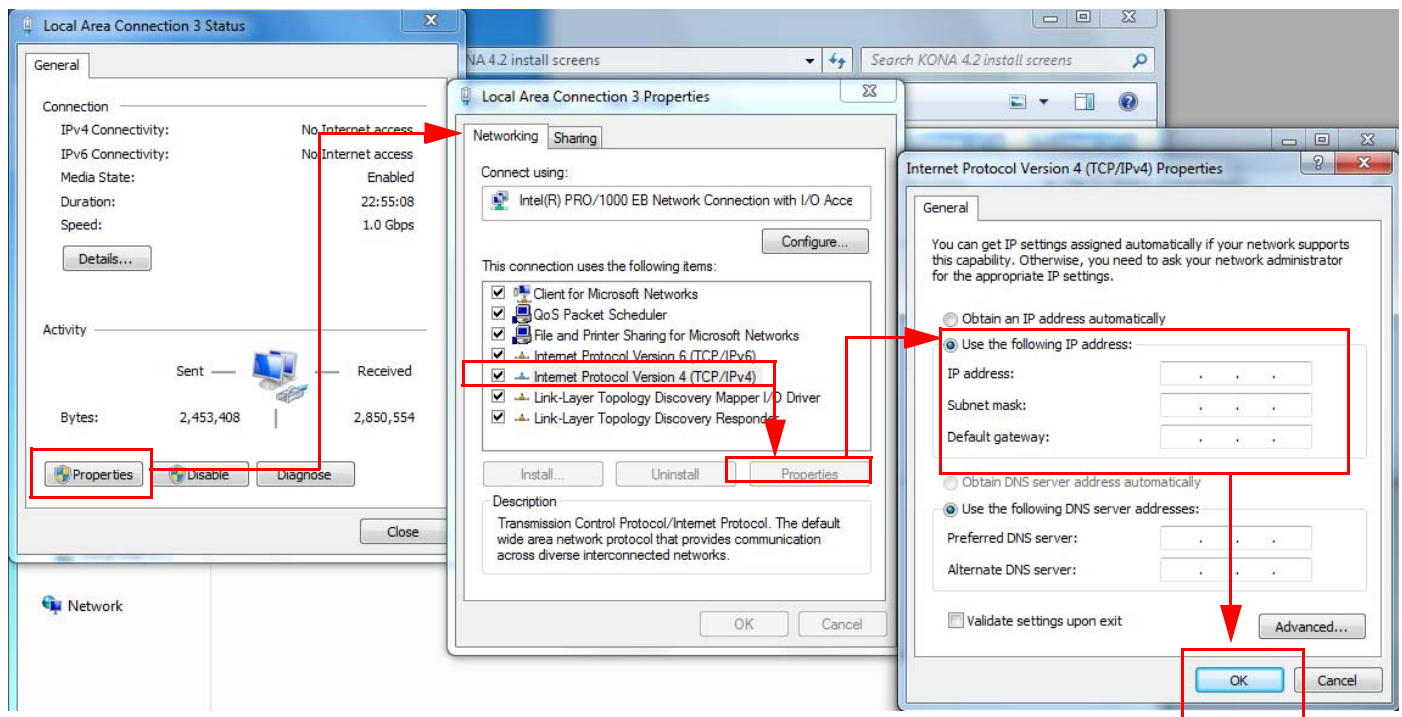 Local Area Connection 3 Status
General
Connection
IPv4 Connectivity: No Internet access
IPv6 Connectivity: No Internet access
Media State: Enabled
Duration: 22:55:08
Speed: 1.0 Gbps
Details...
Activity
Sent Received
Bytes: 2,453,408 2,850,554
Properties Disable Diagnose
Close
Network
NA 4.2 install screens
Search KONA 4.2 install screens
Local Area Connection 3 Properties
Networking Sharing
Connect using:
Intel(R) PRO/1000 EB Network Connection with I/O Acce
Configure...
This connection uses the following items:
Client for Microsoft Networks
QoS Packet Scheduler
File and Printer Sharing for Microsoft Networks
Internet Protocol Version 6 (TCP/IPv6)
Internet Protocol Version 4 (TCP/IPv4)
Link-Layer Topology Discovery Mapper I/O Driver
Link-Layer Topology Discovery Responder
Install... Uninstall Properties
Description
Transmission Control Protocol/Internet Protocol. The default
wide area network protocol that provides communication
across diverse interconnected networks.
OK Cancel
Internet Protocol Version 4 (TCP/IPv4) Properties
General
You can get IP settings assigned automatically if your network supports
this capability. Otherwise, you need to ask your network administrator
for the appropriate IP settings.
Obtain an IP address automatically
Use the following IP address:
IP address: . . .
Subnet mask: . . .
Default gateway: . . .
Obtain DNS server address automatically
Use the following DNS server addresses:
Preferred DNS server: . . .
Alternate DNS server: . . .
Validate settings upon exit
Advanced...
OK Cancel